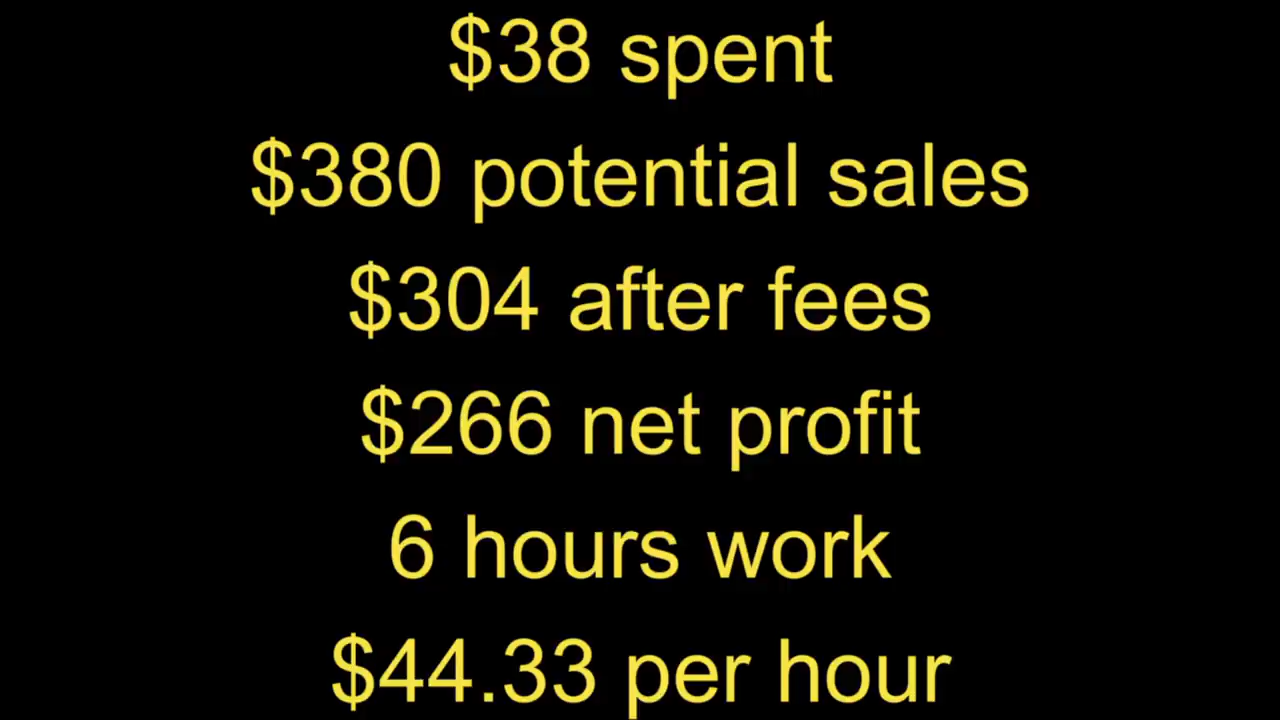 $38 spent
$380 potential sales
$304 after fees
$266 net profit
6 hours work
$44.33 per hour